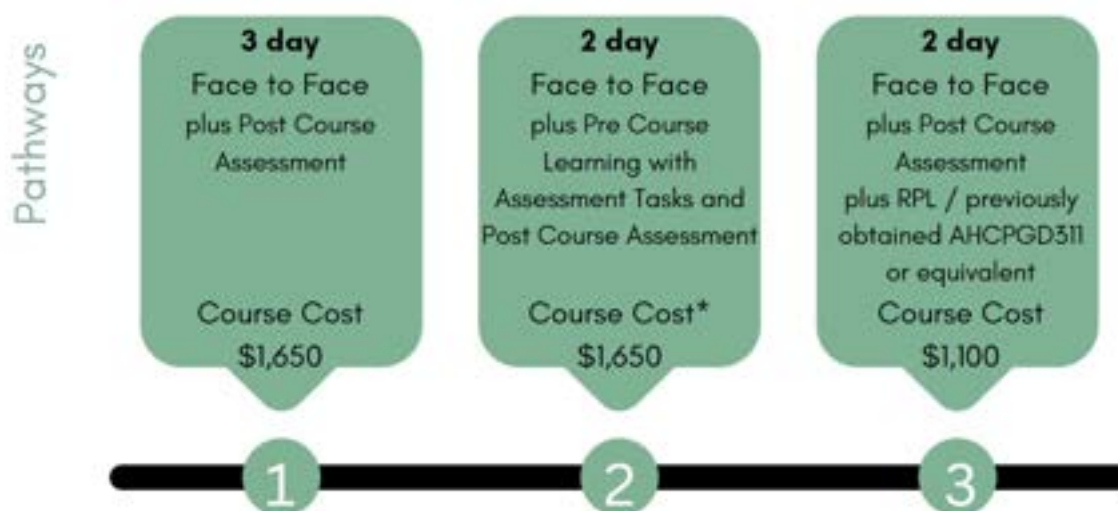 Pathways
3 day
Face to Face
plus Post Course
Assessment
Course Cost
$1,650
1
2 day
Face to Face
plus Pre Course
Learning with
Assessment Tasks and
Post Course Assessment
Course Cost*
$1,650
2
2 day
Face to Face
plus Post Course
Assessment
plus RPL / previously
obtained AHCPGD311
or equivalent
Course Cost
$1,100
3